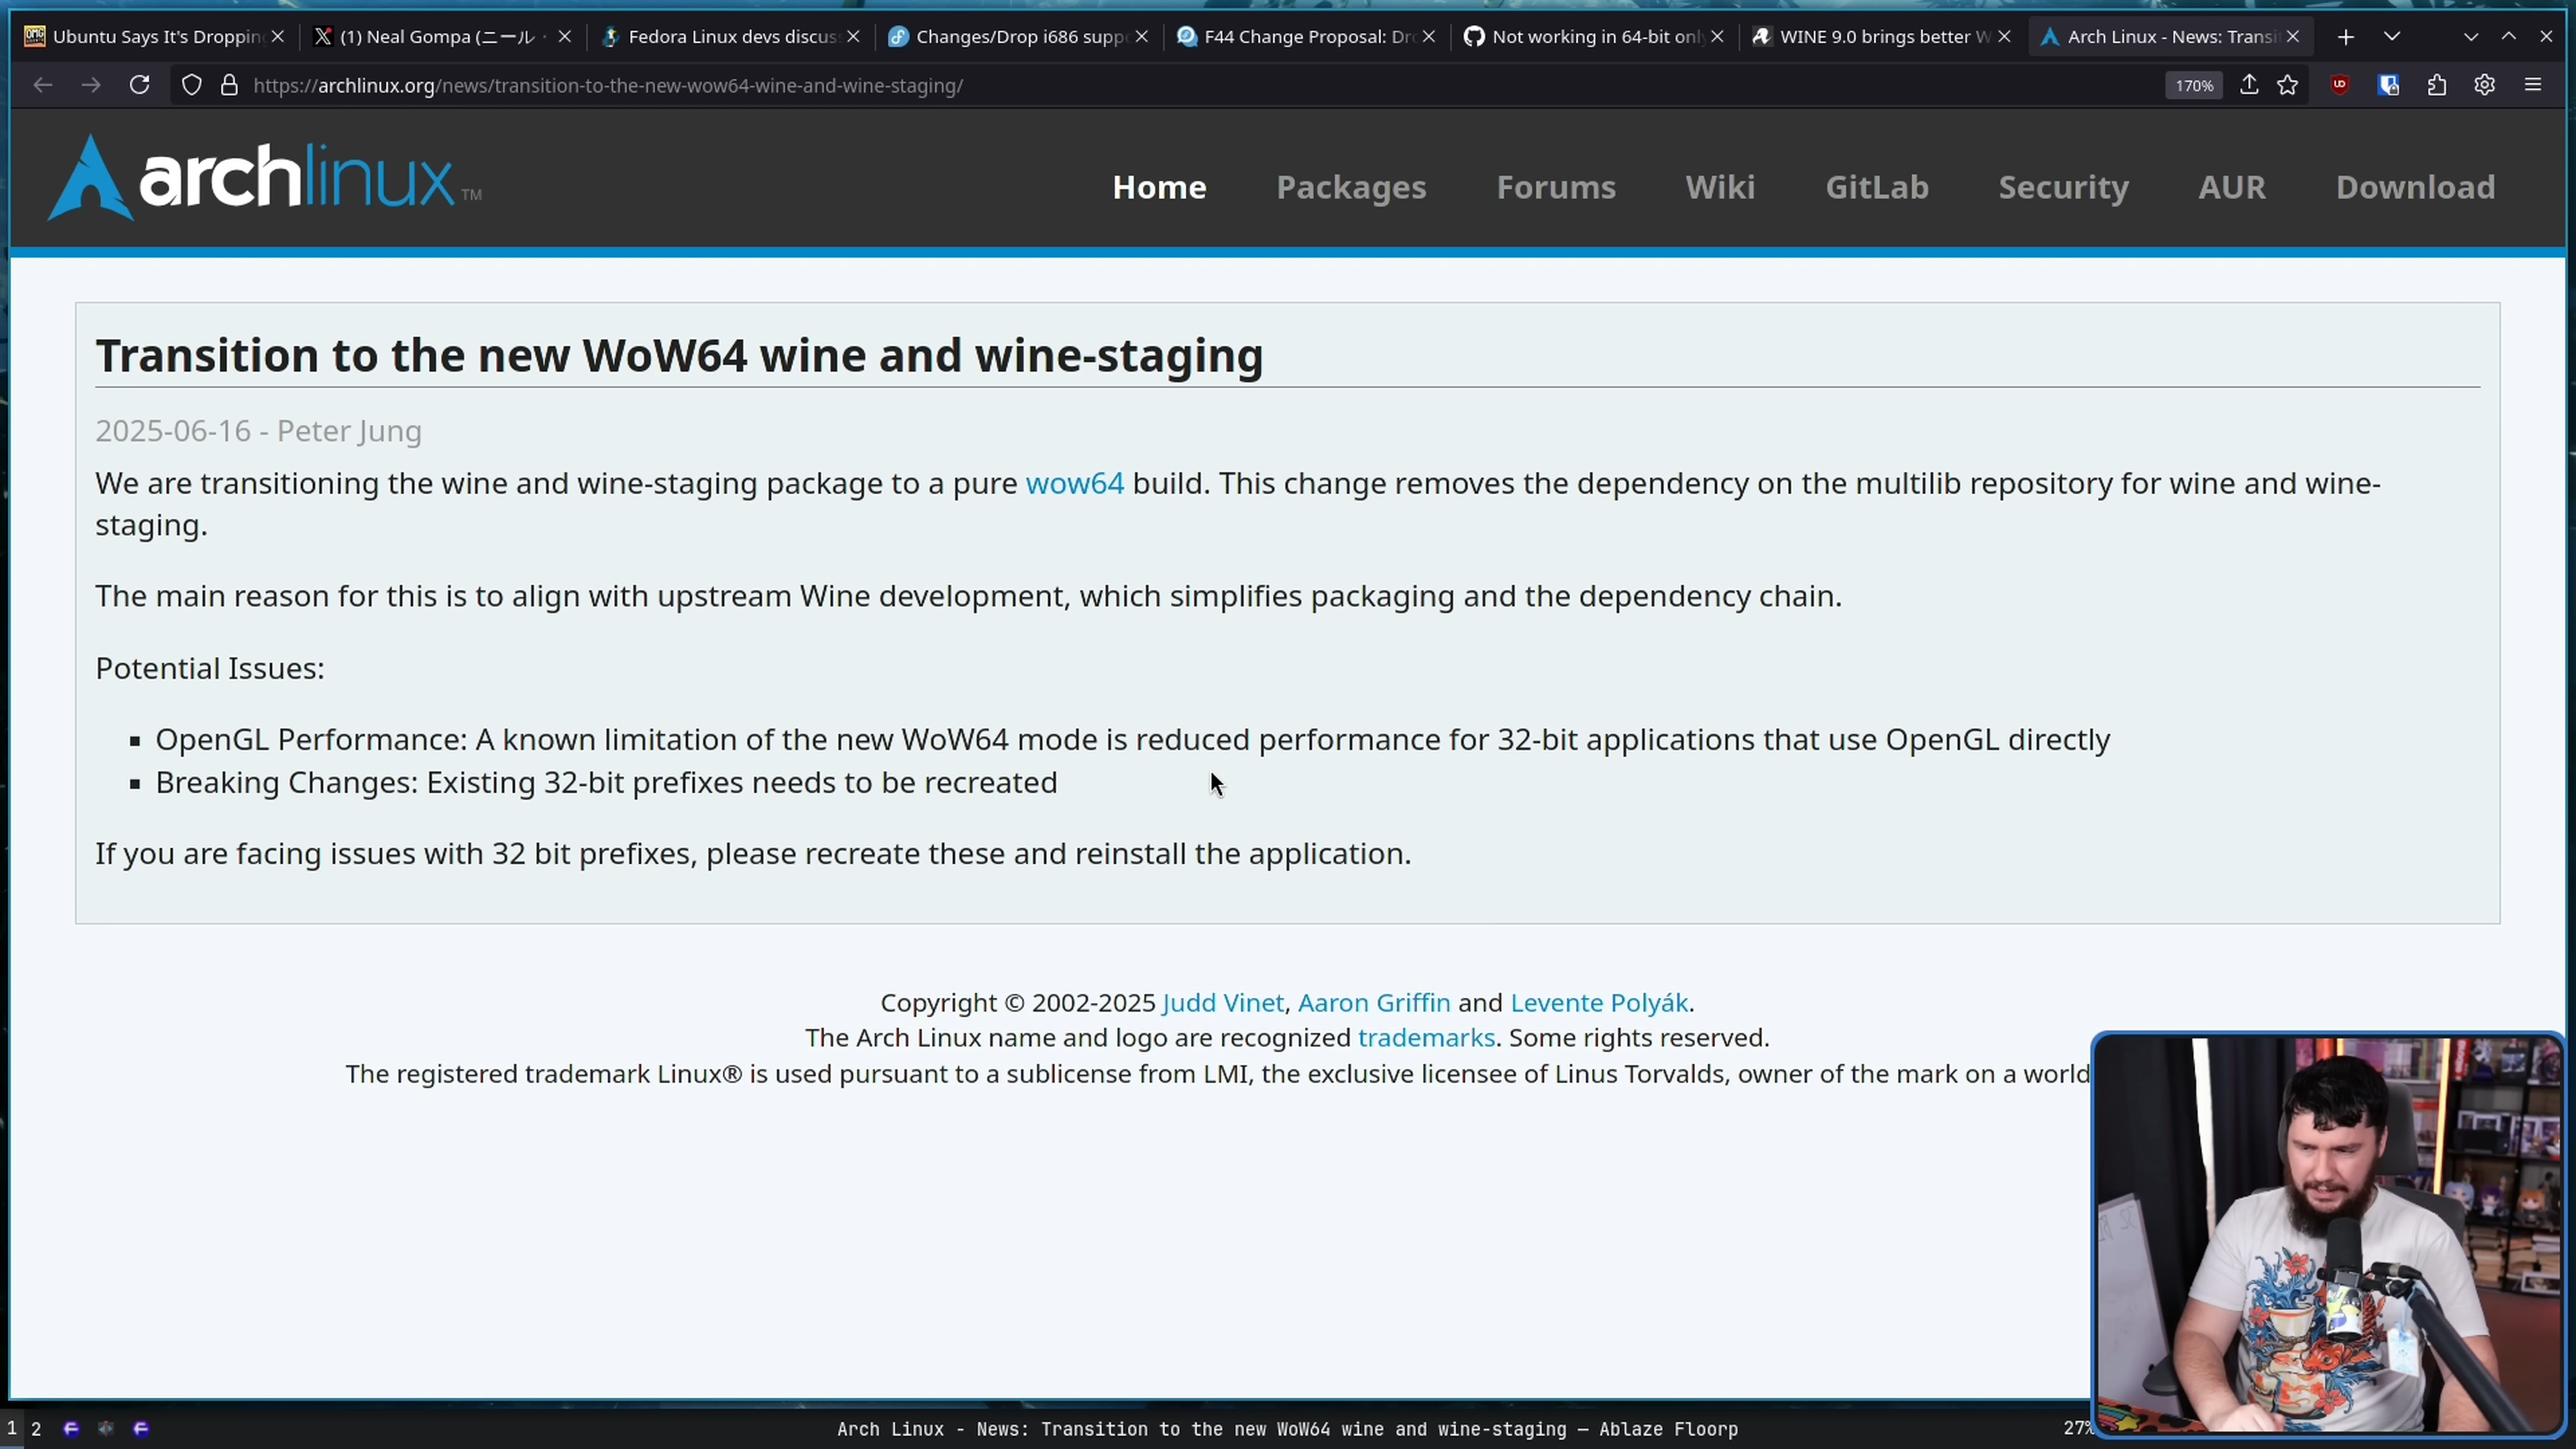 Ubuntu Says It's Dropping
(1) Neal Gompa (ニール・
Fedora Linux devs discus
Changes/Drop i686 supp
F44 Change Proposal: Dr
Not working in 64-bit onl
WINE 9.0 brings better W
Arch Linux - News: Transi
https://archlinux.org/news/transition-to-the-new-wow64-wine-and-wine-staging/
170%
archlinux TM
Home Packages Forums Wiki GitLab Security AUR Download
Transition to the new WoW64 wine and wine-staging
2025-06-16 - Peter Jung
We are transitioning the wine and wine-staging package to a pure wow64 build. This change removes the dependency on the multilib repository for wine and wine-
staging.
The main reason for this is to align with upstream Wine development, which simplifies packaging and the dependency chain.
Potential Issues:
▪ OpenGL Performance: A known limitation of the new WoW64 mode is reduced performance for 32-bit applications that use OpenGL directly
▪ Breaking Changes: Existing 32-bit prefixes needs to be recreated
If you are facing issues with 32 bit prefixes, please recreate these and reinstall the application.
Copyright © 2002-2025 Judd Vinet, Aaron Griffin and Levente Polyák.
The Arch Linux name and logo are recognized trademarks. Some rights reserved.
The registered trademark Linux® is used pursuant to a sublicense from LMI, the exclusive licensee of Linus Torvalds, owner of the mark on a world
1 2
Arch Linux - News: Transition to the new WoW64 wine and wine-staging — Ablaze Floorp
27%